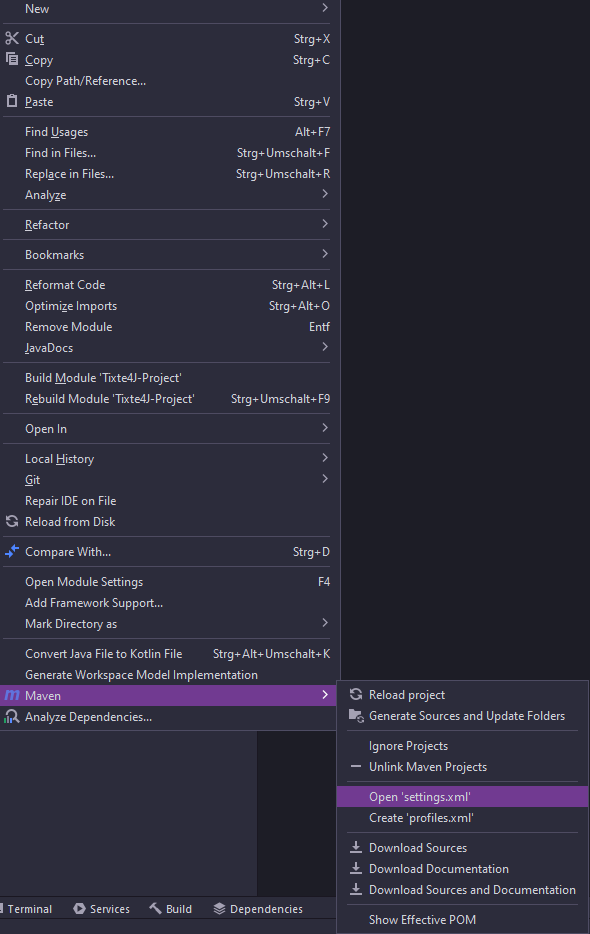 New
Cut Strg+X
Copy Strg+C
Copy Path/Reference...
Paste Strg+V
Find Usages Alt+F7
Find in Files... Strg+Umschalt+F
Replace in Files... Strg+Umschalt+R
Analyze
Refactor
Bookmarks
Reformat Code Strg+Alt+L
Optimize Imports Strg+Alt+O
Remove Module Entf
JavaDocs
Build Module 'Tixte4J-Project'
Rebuild Module 'Tixte4J-Project' Strg+Umschalt+F9
Open In
Local History
Git
Repair IDE on File
Reload from Disk
Compare With... Strg+D
Open Module Settings F4
Add Framework Support...
Mark Directory as
Convert Java File to Kotlin File Strg+Alt+Umschalt+K
Generate Workspace Model Implementation
Maven
Analyze Dependencies...
Reload project
Generate Sources and Update Folders
Ignore Projects
Unlink Maven Projects
Open 'settings.xml'
Create 'profiles.xml'
Download Sources
Download Documentation
Download Sources and Documentation
Show Effective POM
Terminal Services Build Dependencies